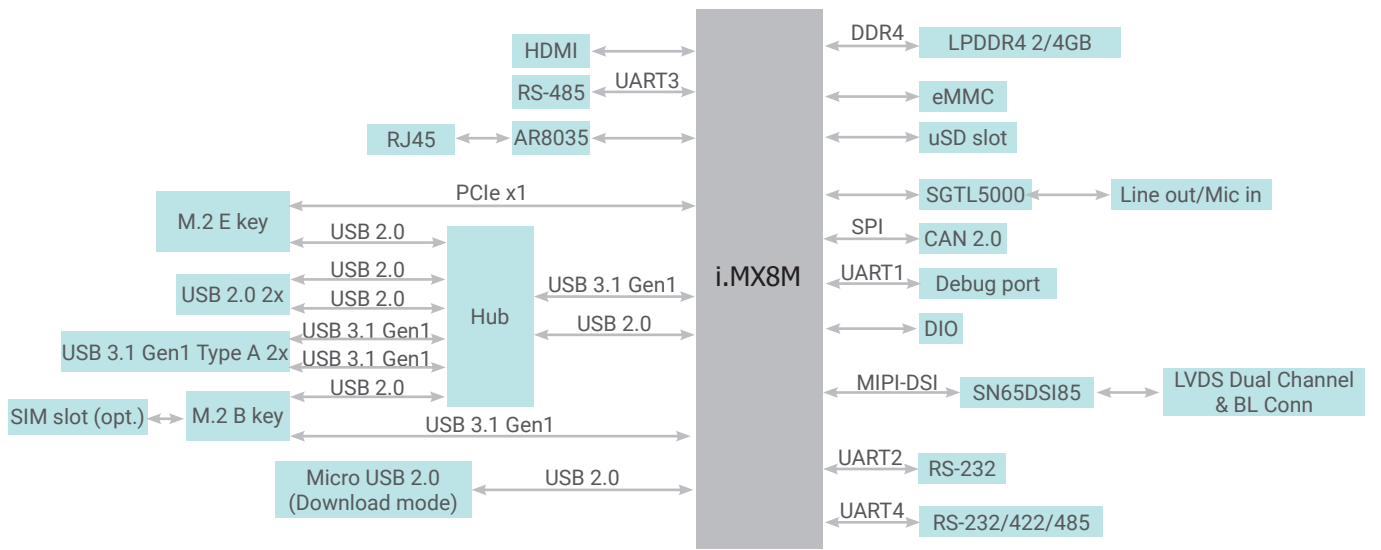 HDMI
RS-485
UART3
RJ45
AR8035
PCIe x1
M.2 E key
USB 2.0
USB 2.0
USB 2.0 2x
USB 2.0
USB 3.1 Gen1
USB 3.1 Gen1 Type A 2x
USB 3.1 Gen1
USB 2.0
SIM slot (opt.)
M.2 B key
USB 3.1 Gen1
Hub
USB 3.1 Gen1
USB 2.0
Micro USB 2.0
(Download mode)
USB 2.0
i.MX8M
DDR4
LPDDR4 2/4GB
eMMC
uSD slot
SGTL5000
Line out/Mic in
SPI
CAN 2.0
UART1
Debug port
DIO
MIPI-DSI
SN65DSI85
LVDS Dual Channel
& BL Conn
UART2
RS-232
UART4
RS-232/422/485